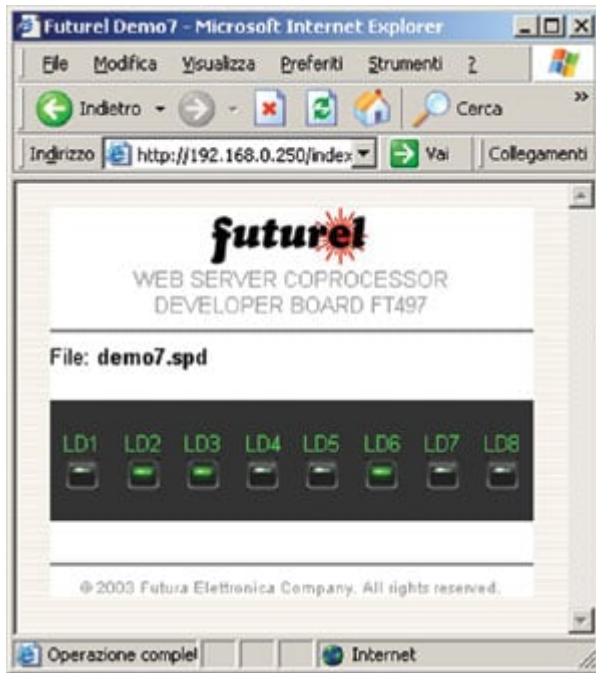 Futurel Demo7 - Microsoft Internet Explorer
File Modifica Visualizza Preferiti Strumenti ?
Indietro Cerca »
Indirizzo http://192.168.0.250/index Vai Collegamenti
futurel
WEB SERVER COPROCESSOR
DEVELOPER BOARD FT497
File: demo7.spd
LD1 LD2 LD3 LD4 LD5 LD6 LD7 LD8
© 2003 Futura Elettronica Company. All rights reserved.
Operazione complet Internet